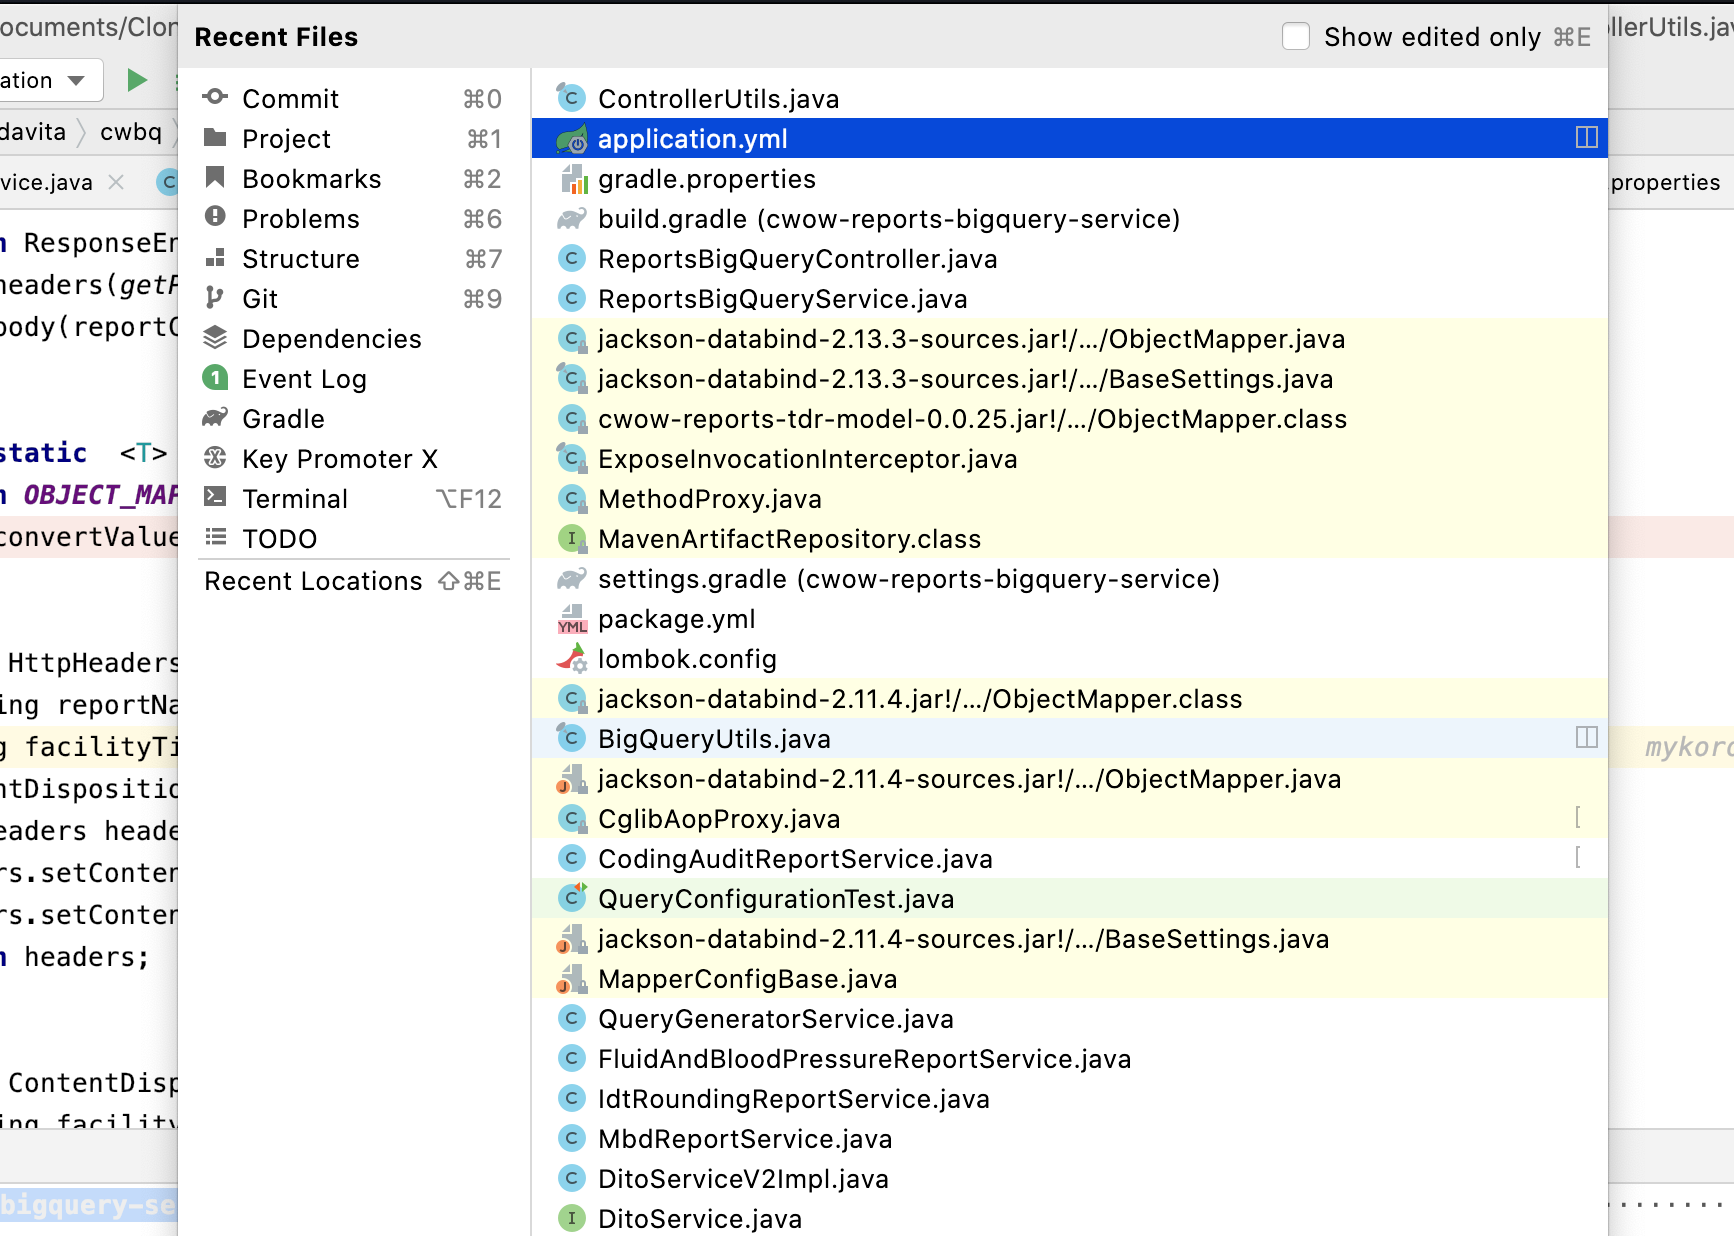 Recent Files
Show edited only ⌘E
Commit ⌘0
Project ⌘1
Bookmarks ⌘2
Problems ⌘6
Structure ⌘7
Git ⌘9
Dependencies
Event Log
Gradle
Key Promoter X
Terminal ⌥F12
TODO
Recent Locations ⇧⌘E
ControllerUtils.java
application.yml
gradle.properties
build.gradle (cwow-reports-bigquery-service)
ReportsBigQueryController.java
ReportsBigQueryService.java
jackson-databind-2.13.3-sources.jar!/.../ObjectMapper.java
jackson-databind-2.13.3-sources.jar!/.../BaseSettings.java
cwow-reports-tdr-model-0.0.25.jar!/.../ObjectMapper.class
ExposeInvocationInterceptor.java
MethodProxy.java
MavenArtifactRepository.class
settings.gradle (cwow-reports-bigquery-service)
package.yml
lombok.config
jackson-databind-2.11.4.jar!/.../ObjectMapper.class
BigQueryUtils.java
jackson-databind-2.11.4-sources.jar!/.../ObjectMapper.java
CglibAopProxy.java [
CodingAuditReportService.java [
QueryConfigurationTest.java
jackson-databind-2.11.4-sources.jar!/.../BaseSettings.java
MapperConfigBase.java
QueryGeneratorService.java
FluidAndBloodPressureReportService.java
IdtRoundingReportService.java
MbdReportService.java
DitoServiceV2Impl.java
DitoService.java
ocuments/Clon
ation
davita cwbq
vice.java
ResponseEn
headers(getF
body(reportC
static <T>
OBJECT_MAP
convertValue
HttpHeaders
ing reportNa
g facilityTi
ntDispositio
eaders heade
rs.setConten
rs.setConten
headers;
ContentDisp
ing facility
bigquery-se
llerUtils.jav
properties
mykoro